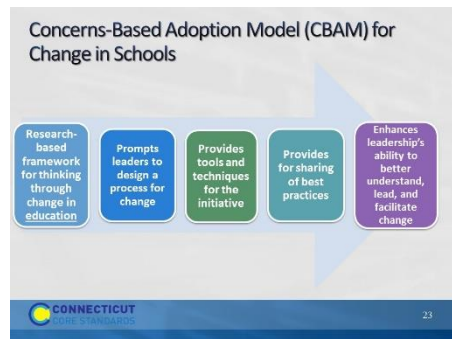 Concerns-Based Adoption Model (CBAM) for
Change in Schools
Research-
based
framework
for thinking
through
change in
education
Prompts
leaders to
design a
process for
change
Provides
tools and
techniques
for the
initiative
Provides
for sharing
of best
practices
Enhances
leadership's
ability to
better
understand,
lead, and
facilitate
change
CONNECTICUT
CORE STANDARDS
23